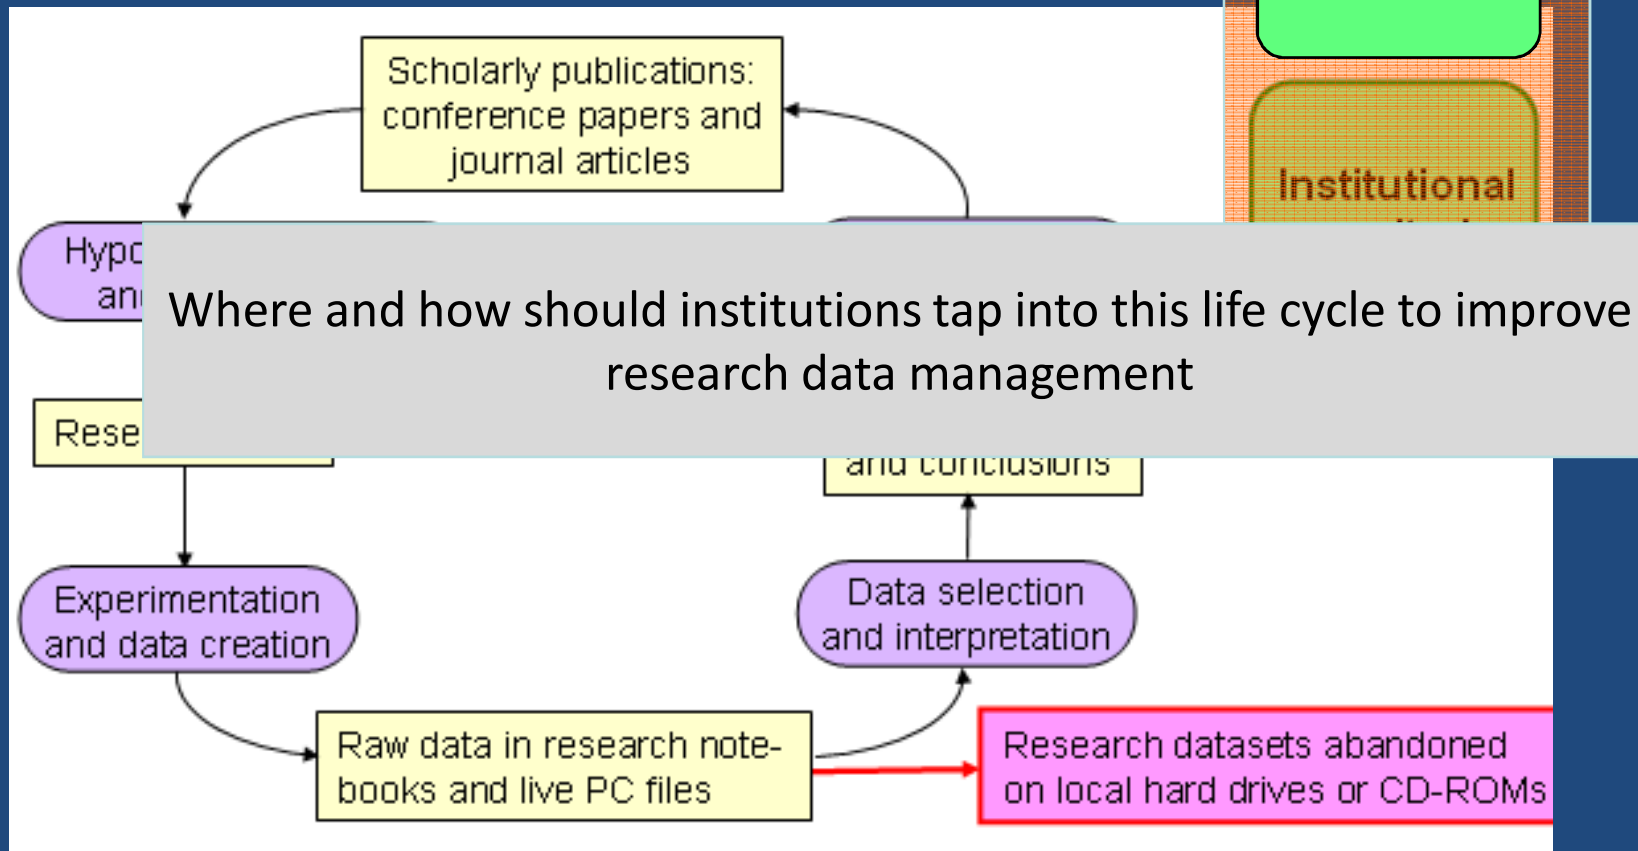 Scholarly publications:
conference papers and
journal articles
Institutional
Where and how should institutions tap into this life cycle to improve
research data management
and conclusions
Experimentation
and data creation
Data selection
and interpretation
Raw data in research note-
books and live PC files
Research datasets abandoned
on local hard drives or CD-ROMs